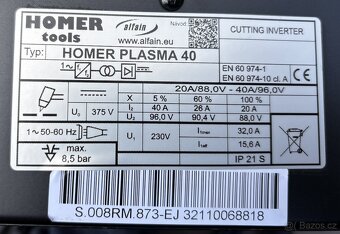 HOMER
tools
alfain
www.alfain.eu
Návod
CUTTING INVERTER
Typ: HOMER PLASMA 40
EN 60 974-1
EN 60 974-10 cl. A
20A/88,0V - 40A/96,0V
X 5% 60% 100%
I₂ 40 A 26 A 20 A
U₀ 375 V U₂ 96,0 V 90,4 V 88,0 V
1~50-60 Hz U₁ 230V 32,0 A
15,6 A
max.
8,5 bar
IP 21 S
S.008RM.873-EJ 32110068818
Bazoš.cz